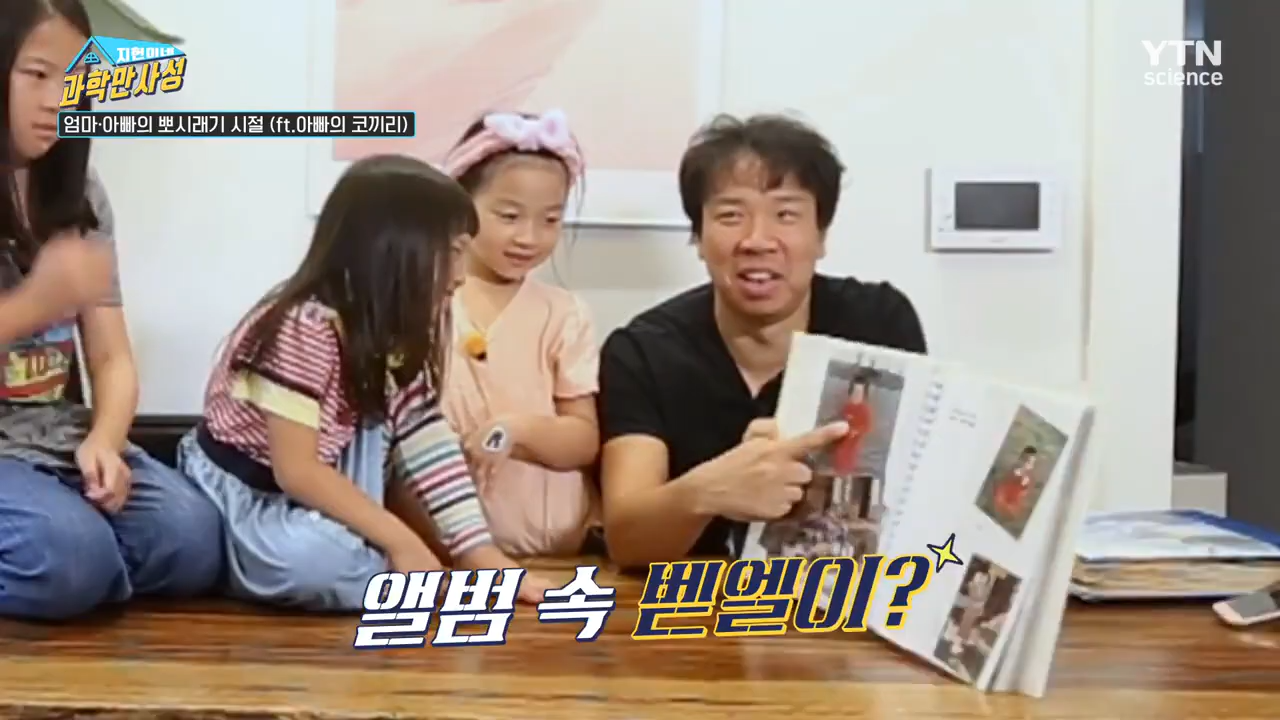 지헌이네
과학만사성
YTN
science
엄마·아빠의 뽀시래기 시절 (ft.아빠의 코끼리)
앨범 속 벧엘이?